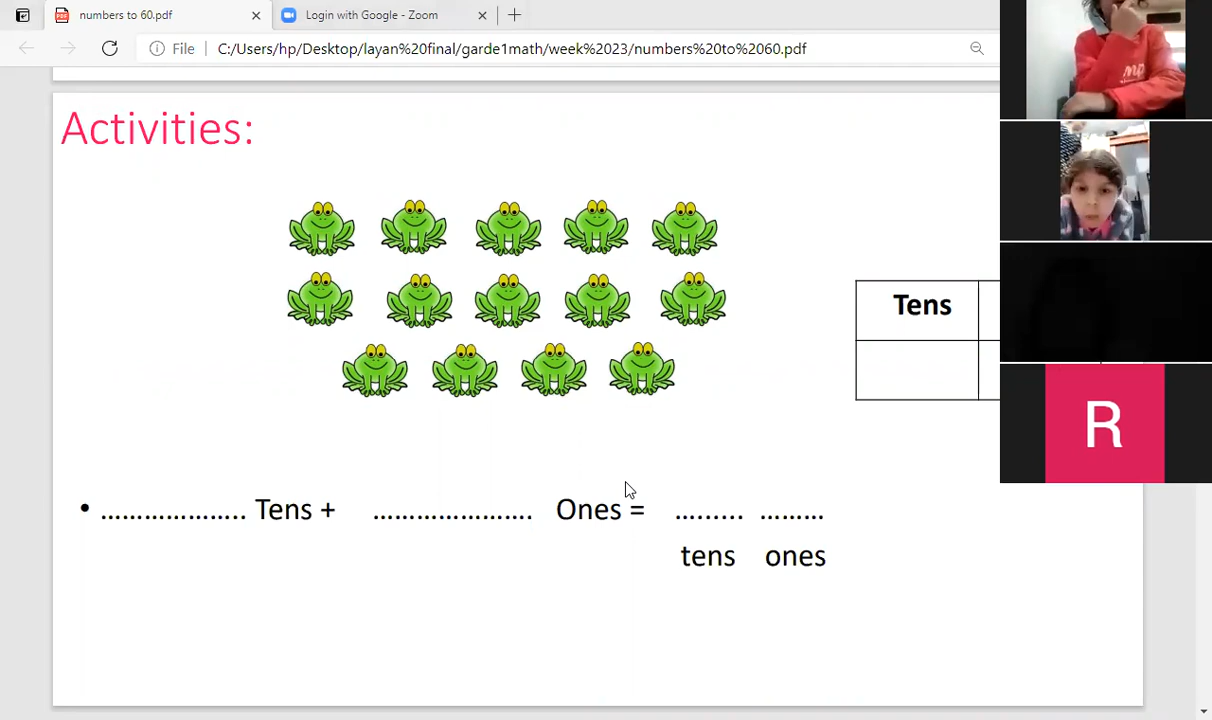 numbers to 60.pdf
Login with Google - Zoom
File
C:/Users/hp/Desktop/layan%20final/garde1math/week%2023/numbers%20to%2060.pdf
Activities:
Tens
• ……………….. Tens + …………………. Ones = …...... ………
tens ones
mp
R